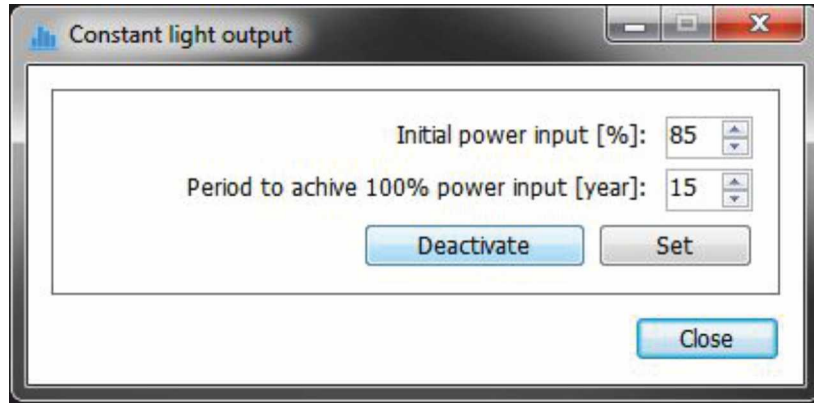 Constant light output
Initial power input [%]: 85
Period to achive 100% power input [year]: 15
Deactivate Set
Close